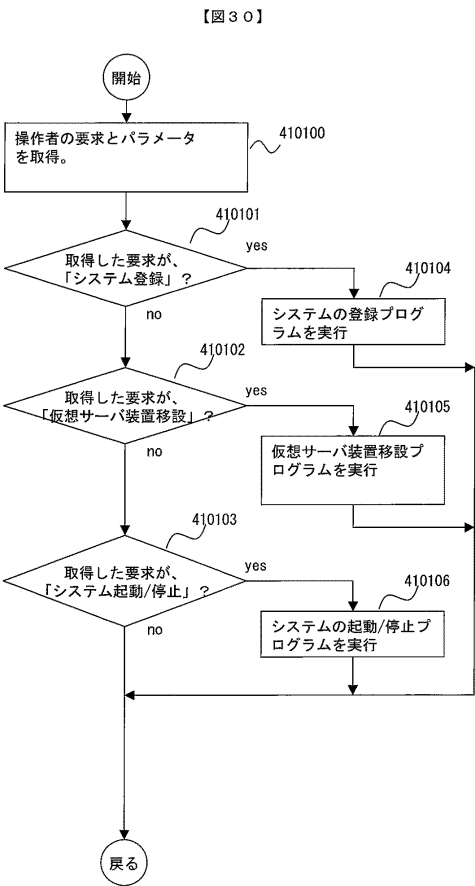 【図３０】
開始
操作者の要求とパラメータ
を取得。
410100
410101
取得した要求が、
「システム登録」？
yes
no
410104
システムの登録プログ
ラムを実行
410102
取得した要求が、
「仮想サーバ装置移設」？
yes
no
410105
仮想サーバ装置移設プ
ログラムを実行
410103
取得した要求が、
「システム起動/停止」？
yes
no
410106
システムの起動/停止プ
ログラムを実行
戻る